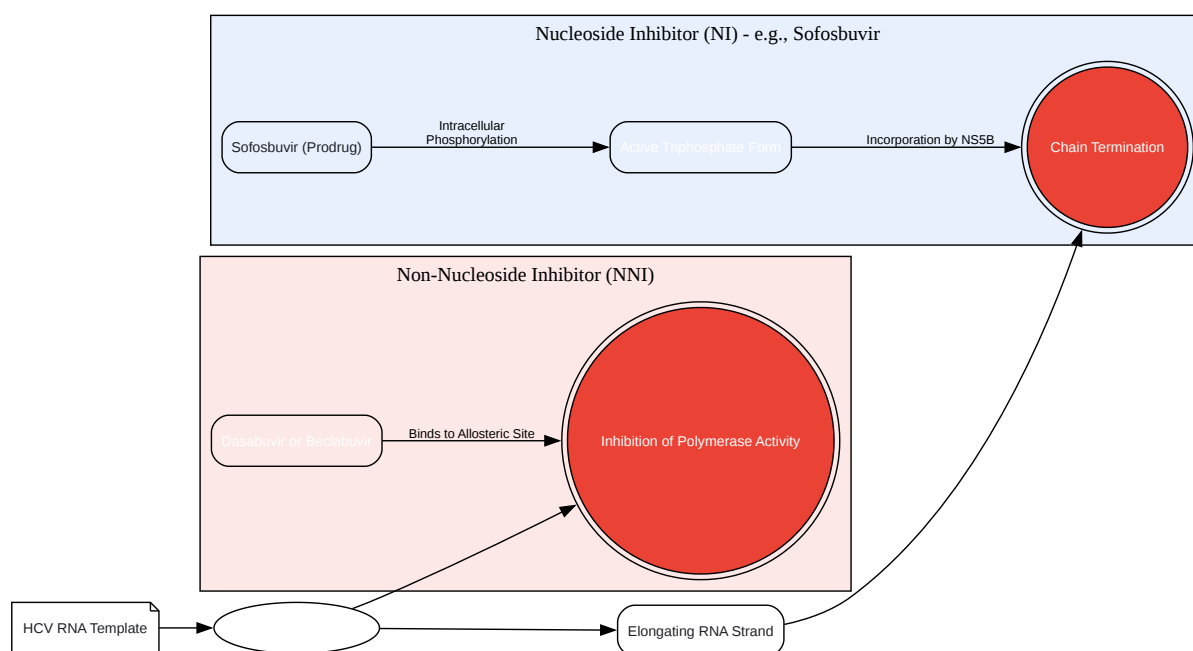 Nucleoside Inhibitor (NI) - e.g., Sofosbuvir
Sofosbuvir (Prodrug)
Intracellular
Phosphorylation
Active Triphosphate Form
Incorporation by NS5B
Chain Termination
Non-Nucleoside Inhibitor (NNI)
Dasabuvir or Beclabuvir
Binds to Allosteric Site
Inhibition of Polymerase Activity
HCV RNA Template
Elongating RNA Strand